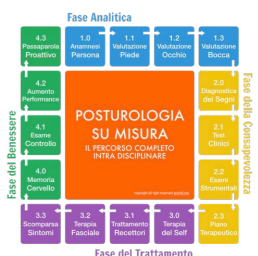 Fase Analitica
4.3
Passaparola
Proattivo
1.0
Anamnesi
Persona
1.1
Valutazione
Piede
1.2
Valutazione
Occhio
1.3
Valutazione
Bocca
4.2
Aumento
Performance
2.0
Diagnostica
dei Segni
POSTUROLOGIA
SU MISURA
IL PERCORSO COMPLETO
INTRA DISCIPLINARE
4.1
Esame
Controllo
2.1
Test
Clinici
4.0
Memoria
Cervello
2.2
Esami
Strumentali
3.3
Scomparsa
Sintomi
3.2
Terapia
Fasciale
3.1
Trattamento
Recettori
3.0
Terapia
del Self
2.3
Piano
Terapeutico
Fase del Benessere
Fase della Consapevolezza
Fase del Trattamento